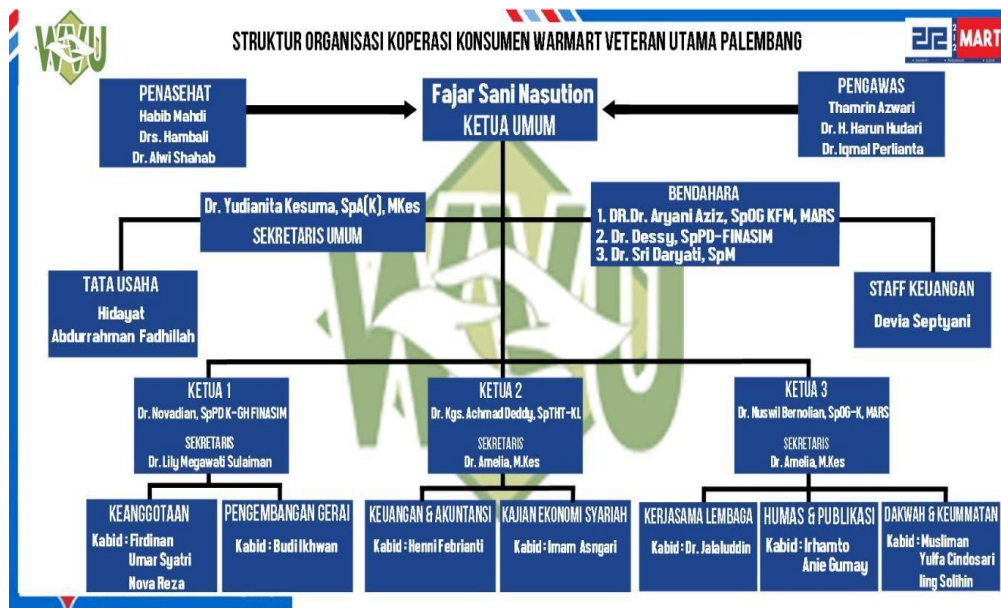 WVU
STRUKTUR ORGANISASI KOPERASI KONSUMEN WARMART VETERAN UTAMA PALEMBANG
212
MART
PENASEHAT
Habib Mahdi
Drs. Hambali
Dr. Alwi Shahab
Fajar Sani Nasution
KETUA UMUM
PENGAWAS
Thamrin Azwari
Dr. H. Harun Hudari
Dr. Iqmal Perlianta
Dr. Yudianita Kesuma, SpA(K), MKes
SEKRETARIS UMUM
BENDAHARA
1. DR.Dr. Aryani Aziz, SpOG KFM, MARS
2. Dr. Dessy, SpPD-FINASIM
3. Dr. Sri Daryati, SpM
TATA USAHA
Hidayat
Abdurrahman Fadhillah
STAFF KEUANGAN
Devia Septyani
WVU
KETUA 1
Dr. Novadian, SpPD K-GH FINASIM
SEKRETARIS
Dr. Lily Megawati Sulaiman
KETUA 2
Dr. Kgs. Achmad Deddy, SpTHT-KL
SEKRETARIS
Dr. Amelia, M.Kes
KETUA 3
Dr. Nuswil Bernolian, SpOG-K, MARS
SEKRETARIS
Dr. Amelia, M.Kes
KEANGGOTAAN
Kabid : Firdinan
Umar Syatri
Nova Reza
PENGEMBANGAN GERAI
Kabid : Budi Ikhwan
KEUANGAN & AKUNTANSI
Kabid : Henni Febrianti
KAJIAN EKONOMI SYARIAH
Kabid : Imam Asngari
KERJASAMA LEMBAGA
Kabid : Dr. Jalaluddin
HUMAS & PUBLIKASI
Kabid : Irhamto
Anie Gumay
DAKWAH & KEUMMATAN
Kabid : Musliman
Yulfa Cindosari
Iing Solihin